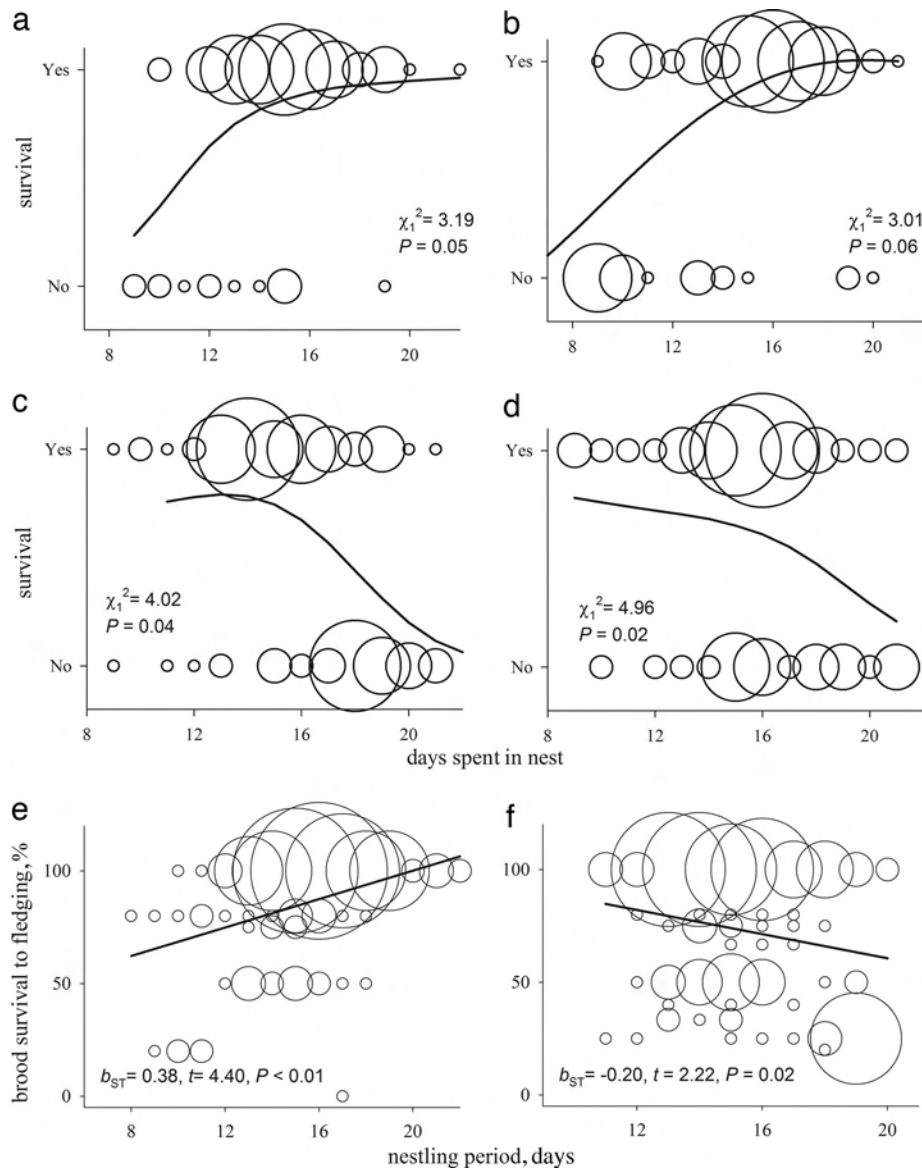 a
Yes
survival
No
χ₁² = 3.19
P = 0.05
8 12 16 20
b
Yes
No
χ₁² = 3.01
P = 0.06
8 12 16 20
c
Yes
survival
No
χ₁² = 4.02
P = 0.04
8 12 16 20
d
Yes
No
χ₁² = 4.96
P = 0.02
8 12 16 20
days spent in nest
e
brood survival to fledging, %
100
50
0
b_ST = 0.38, t = 4.40, P < 0.01
8 12 16 20
f
100
50
0
b_ST = -0.20, t = 2.22, P = 0.02
12 16 20
nestling period, days